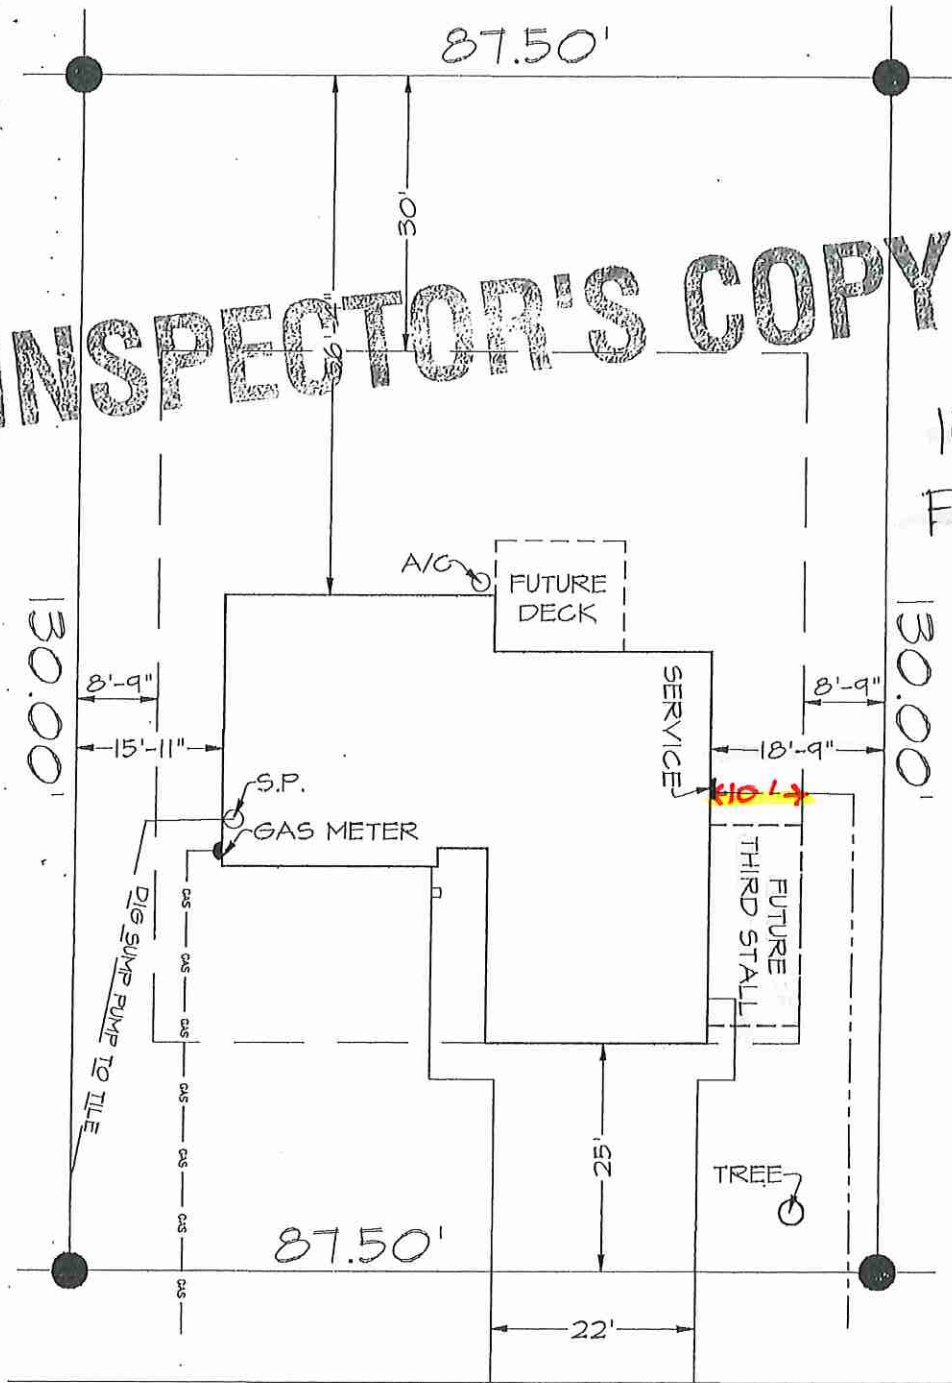 87.50'
30'
INSPECTOR'S COPY
A/C
FUTURE
DECK
130.00'
130.00'
8'-9"
8'-9"
15'-11"
18'-9"
SERVICE
10'
S.P.
GAS METER
FUTURE
THIRD STALL
DIG SUMP PUMP TO TILE
GAS
GAS
GAS
GAS
GAS
GAS
GAS
25'
TREE
87.50'
22'